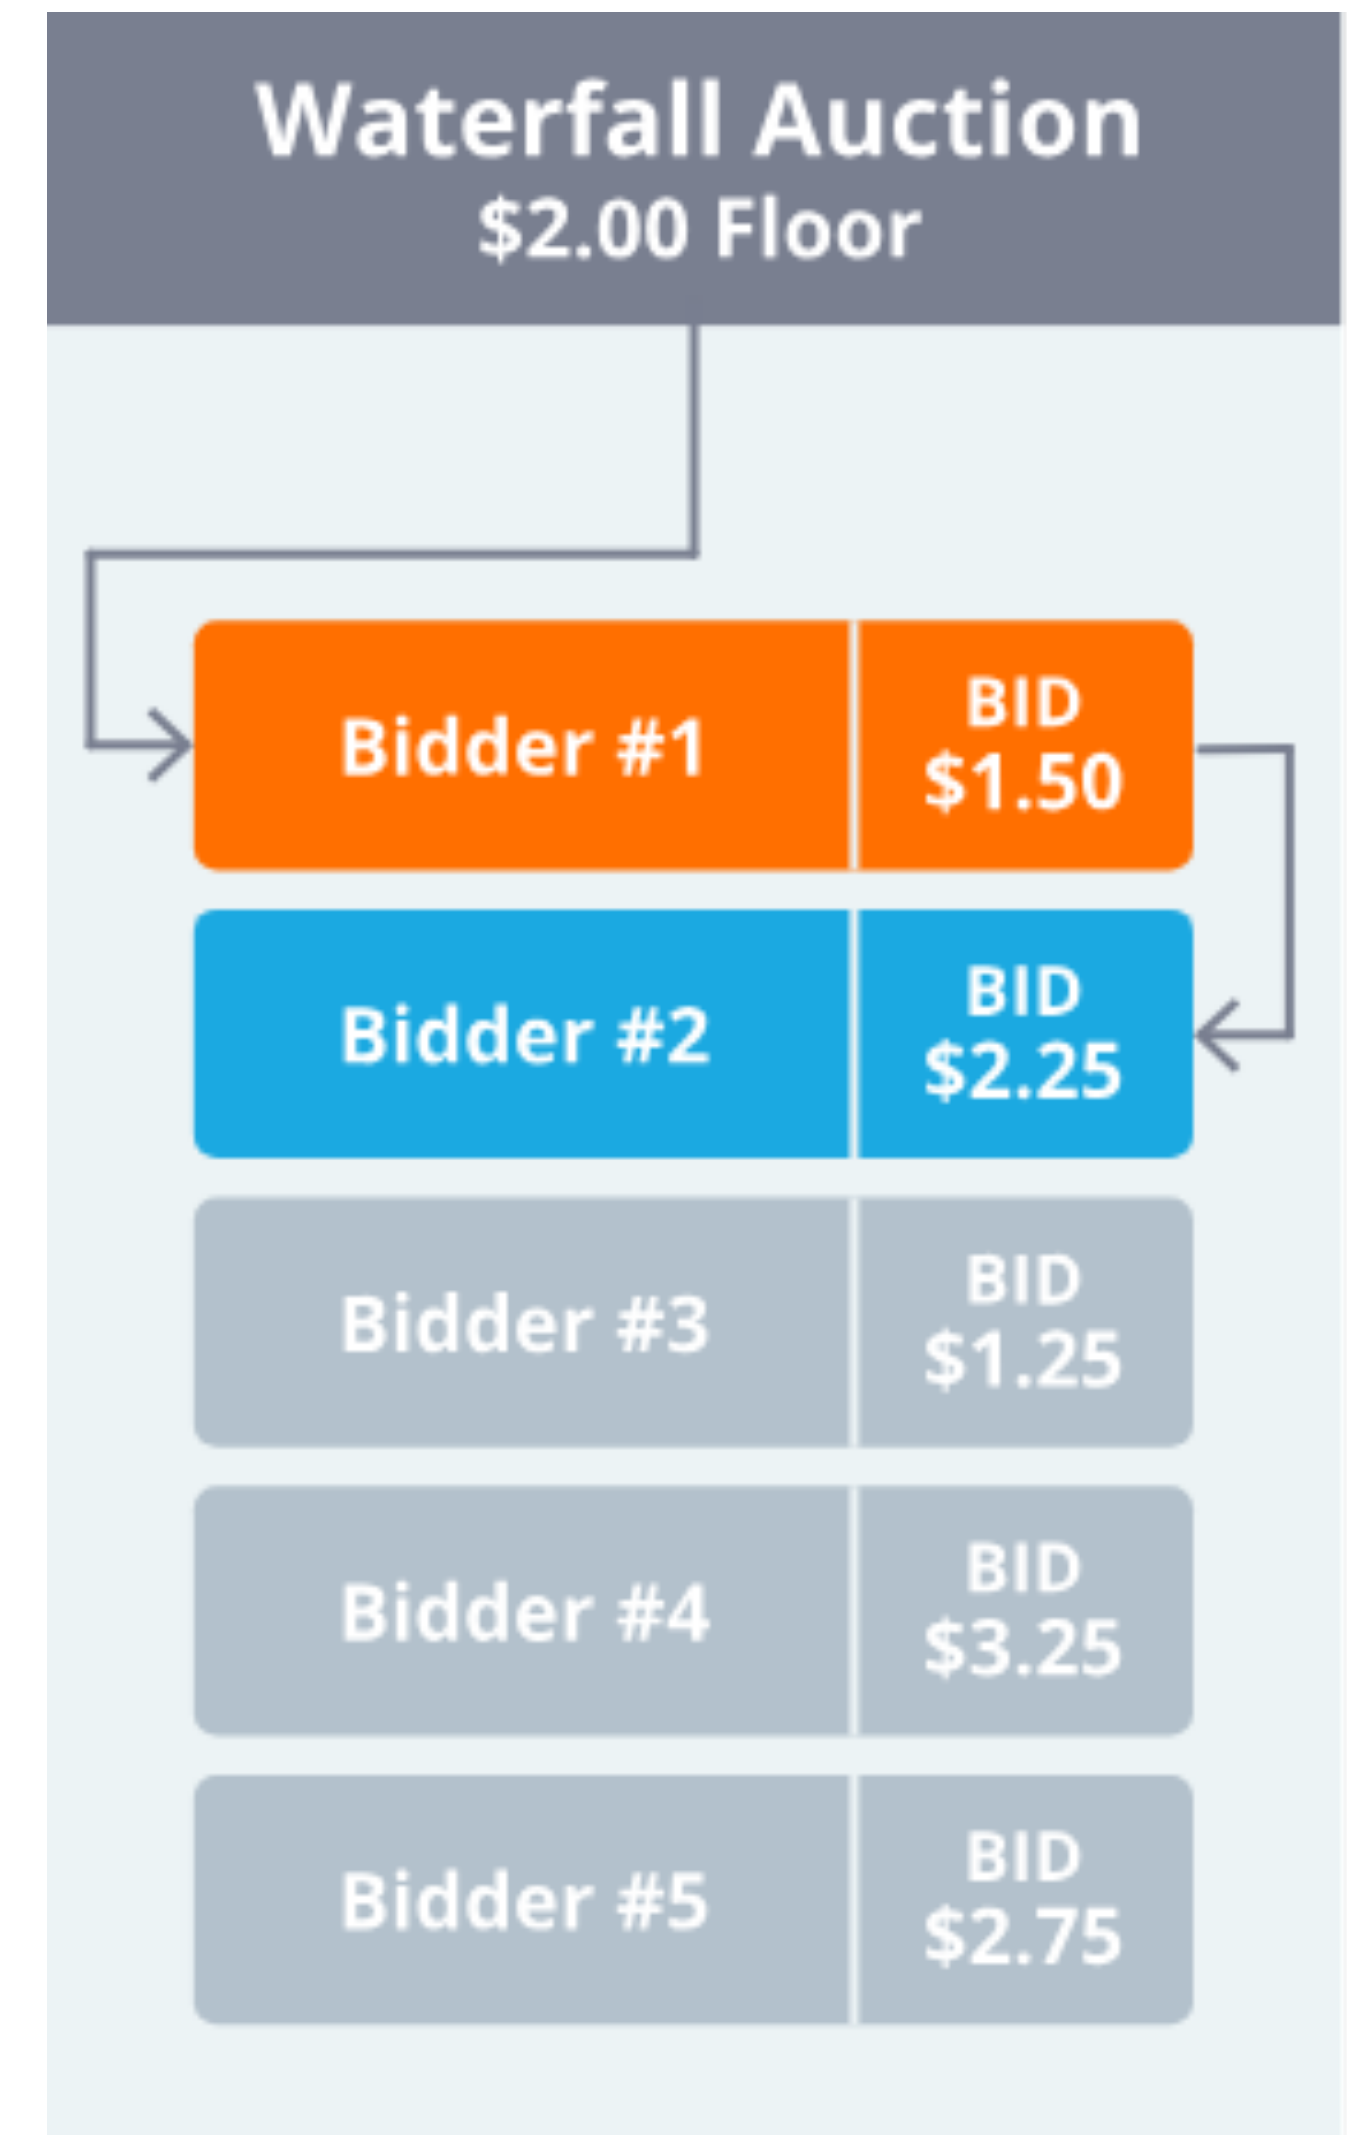 Waterfall Auction
$2.00 Floor
Bidder #1
BID
$1.50
Bidder #2
BID
$2.25
Bidder #3
BID
$1.25
Bidder #4
BID
$3.25
Bidder #5
BID
$2.75